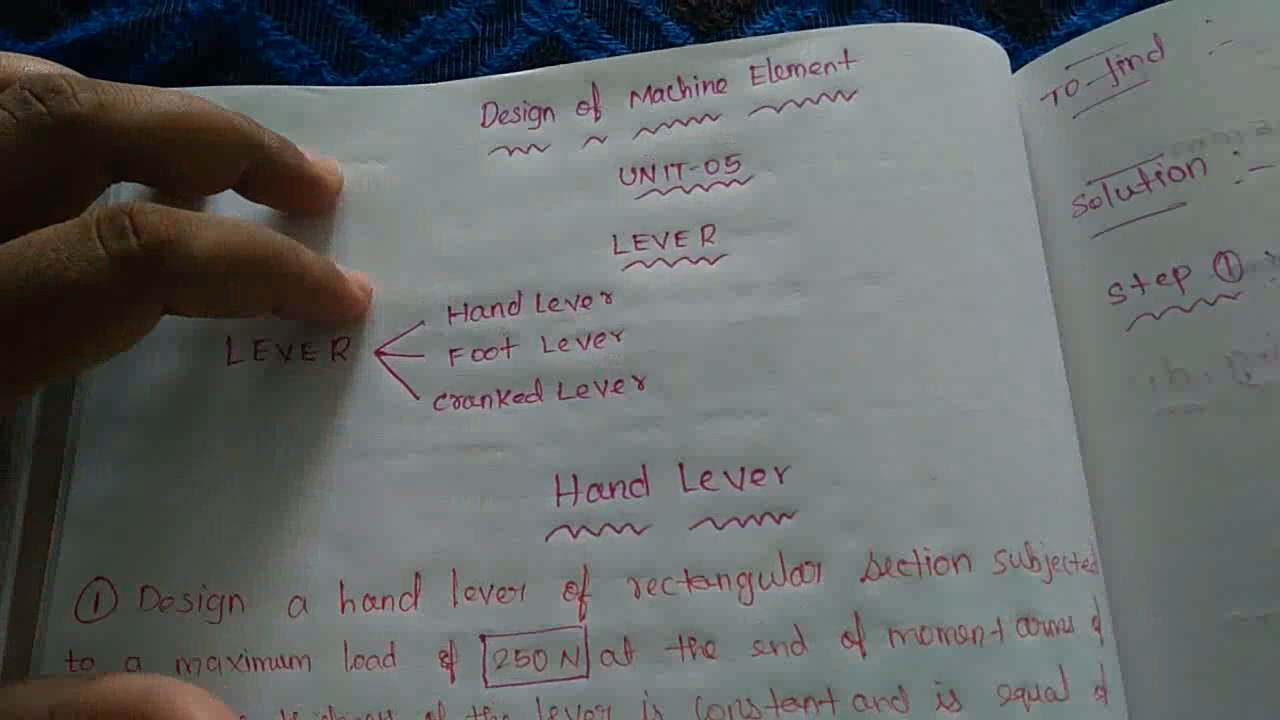 Design of Machine Element
UNIT-05
LEVER
LEVER
Hand Lever
Foot Lever
Cranked Lever
Hand Lever
① Design a hand lever of rectangular section subjected
to a maximum load of 250 N at the end of moment arms of
of the lever is constant and is equal of
To find :-
Solution :-
Step ①